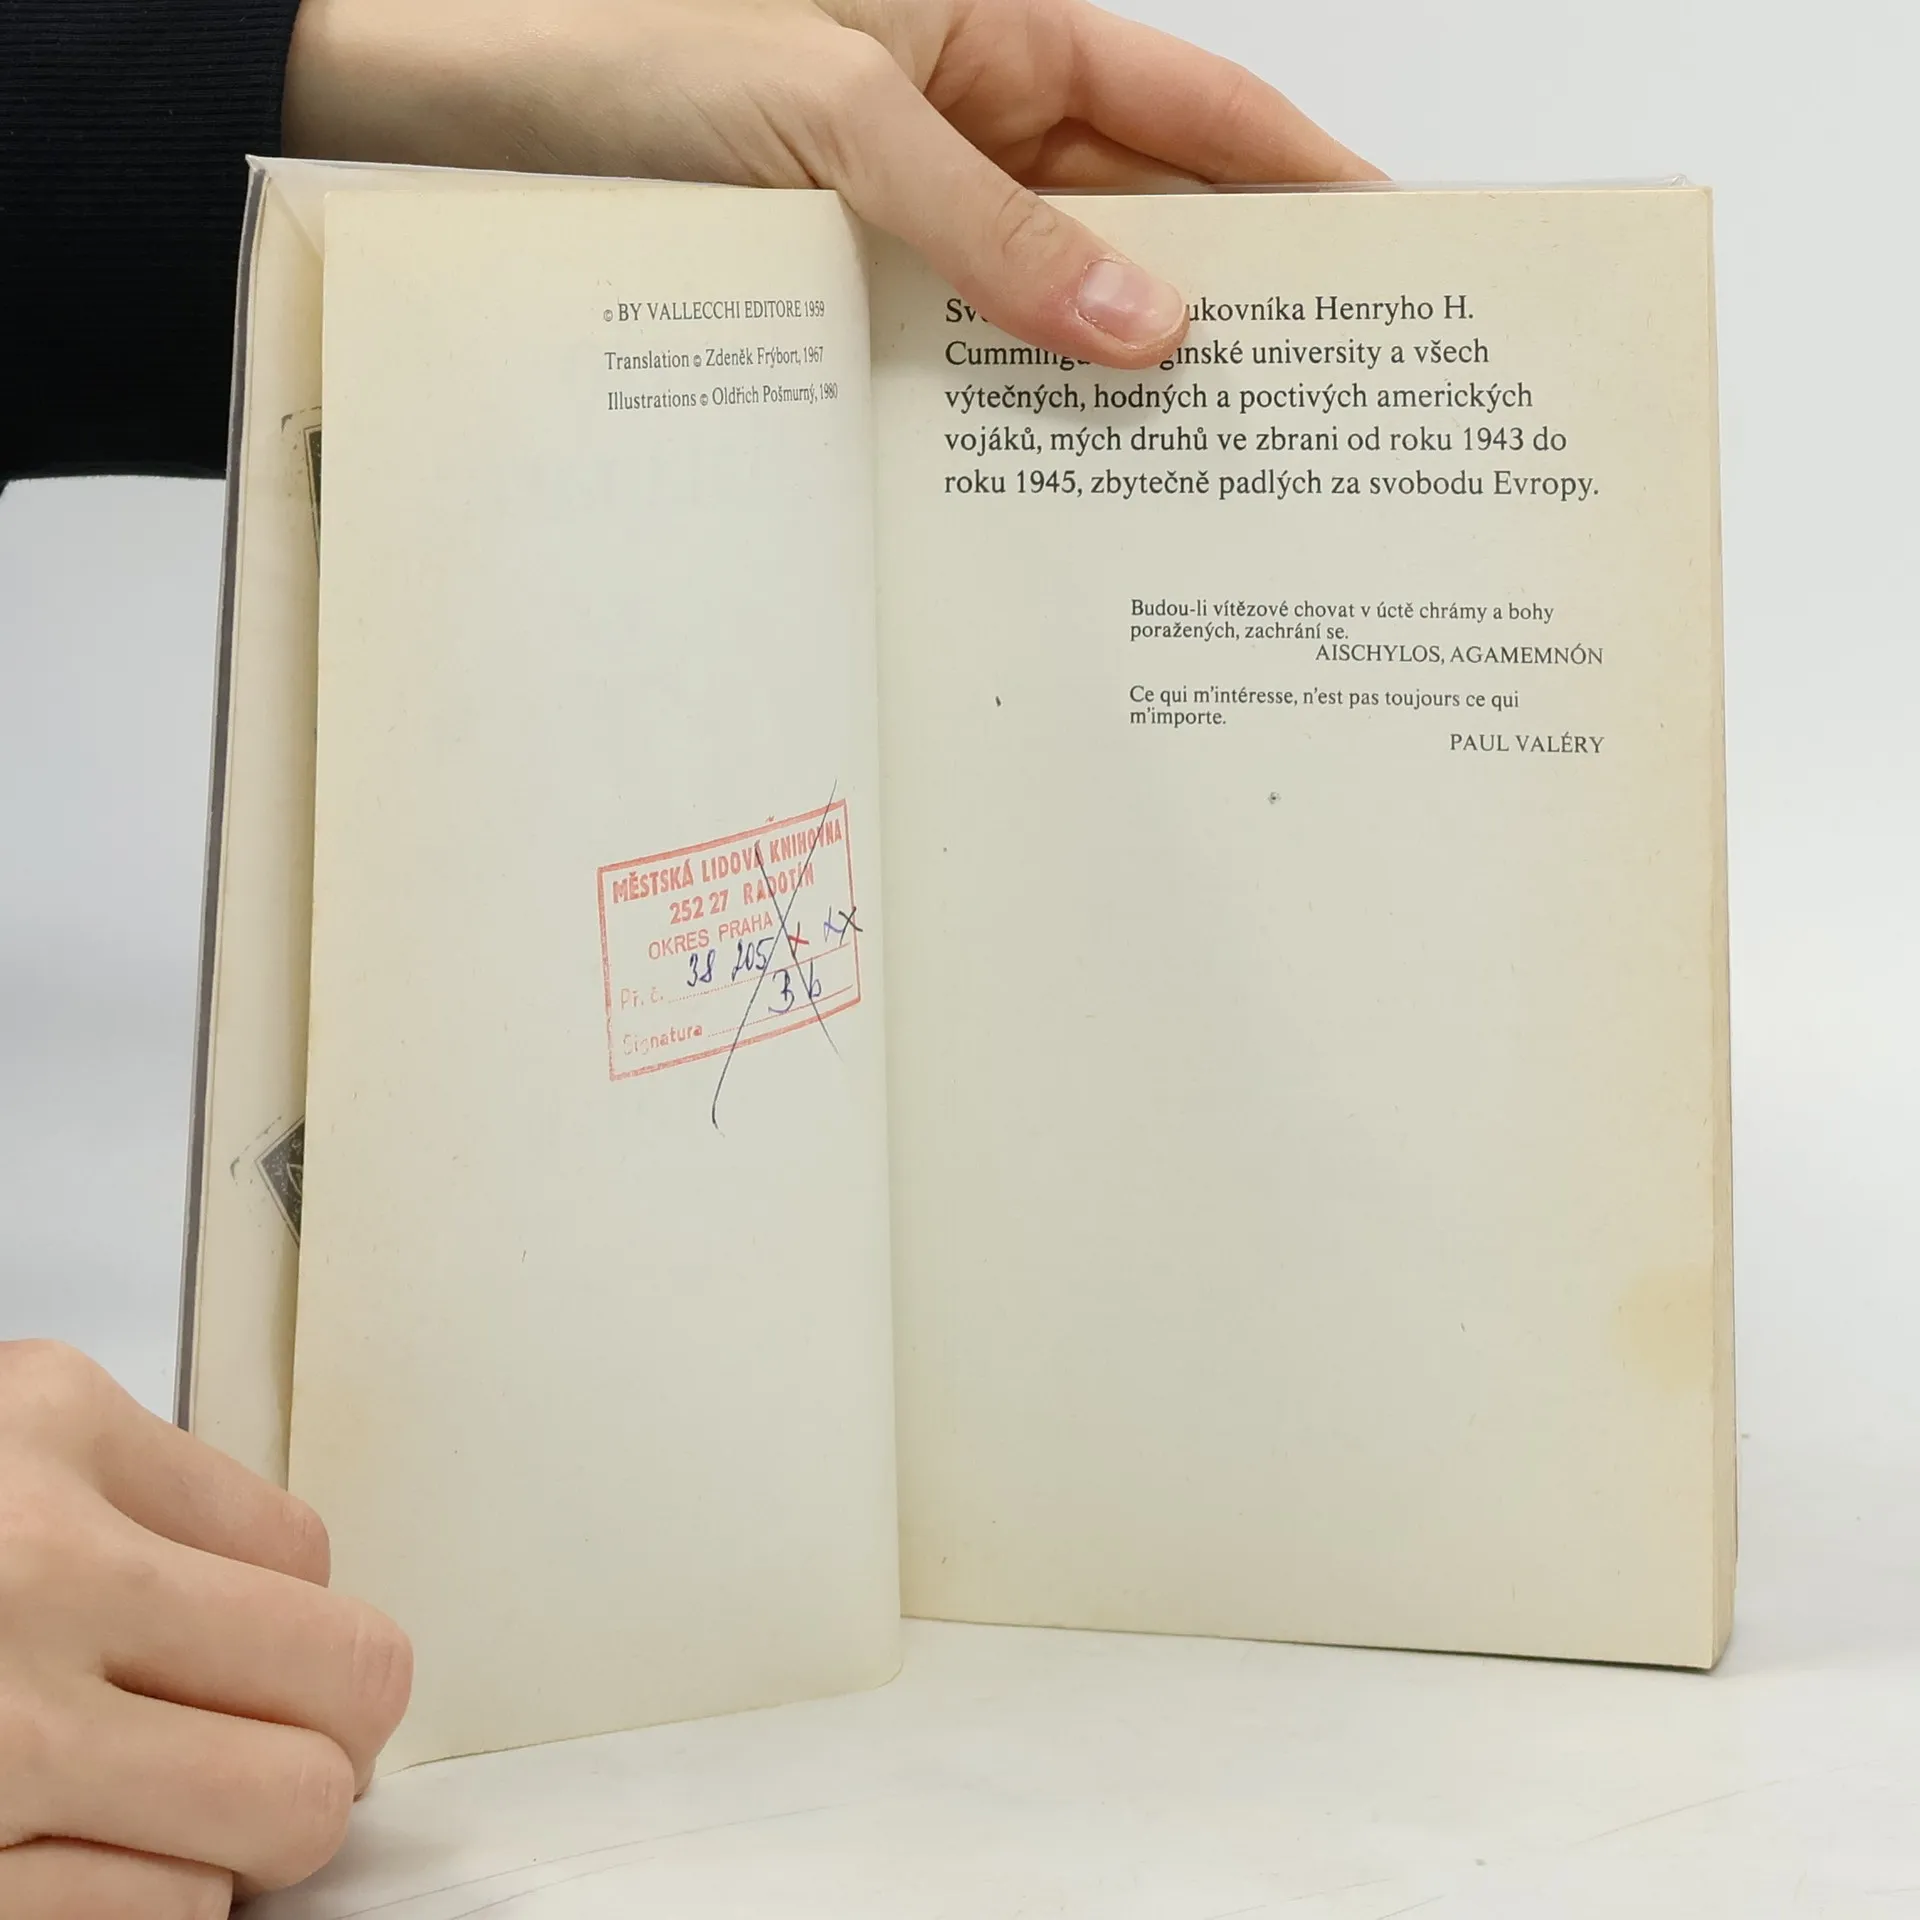 © BY VALLECCHI EDITORE 1959
Translation © Zdeněk Frýbort, 1967
Illustrations © Oldřich Pošmurný, 1980
MĚSTSKÁ LIDOVÁ KNIHOVNA
252 27 RADOTÍN
OKRES PRAHA
Př. č. 38 205
Signatura B b
ukovníka Henryho H.
ginské university a všech
výtečných, hodných a poctivých amerických
vojáků, mých druhů ve zbrani od roku 1943 do
roku 1945, zbytečně padlých za svobodu Evropy.
Budou-li vítězové chovat v úctě chrámy a bohy
poražených, zachrání se.
AISCHYLOS, AGAMEMNÓN
Ce qui m'intéresse, n'est pas toujours ce qui
m'importe.
PAUL VALÉRY